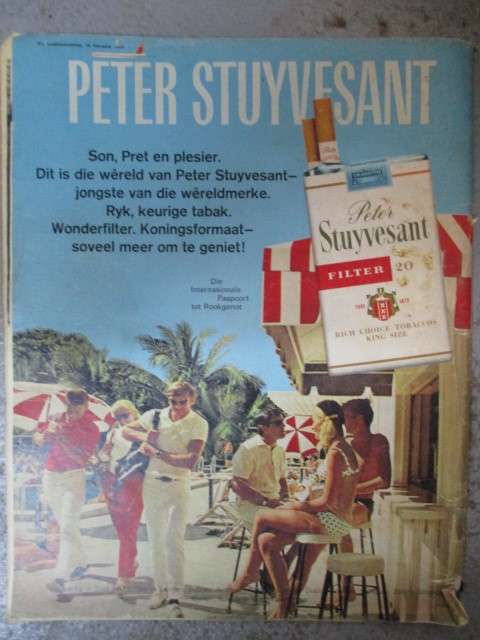 PETER STUYVESANT
Son, Pret en plesier.
Dit is die wêreld van Peter Stuyvesant—
jongste van die wêreldmerke.
Ryk, keurige tabak.
Wonderfilter. Koningsformaat—
soveel meer om te geniet!
Die
Internasionale
Paspoort
tot Rookgenot
Peter
Stuyvesant
FILTER 20
RICH CHOICE TOBACCOS
KING SIZE